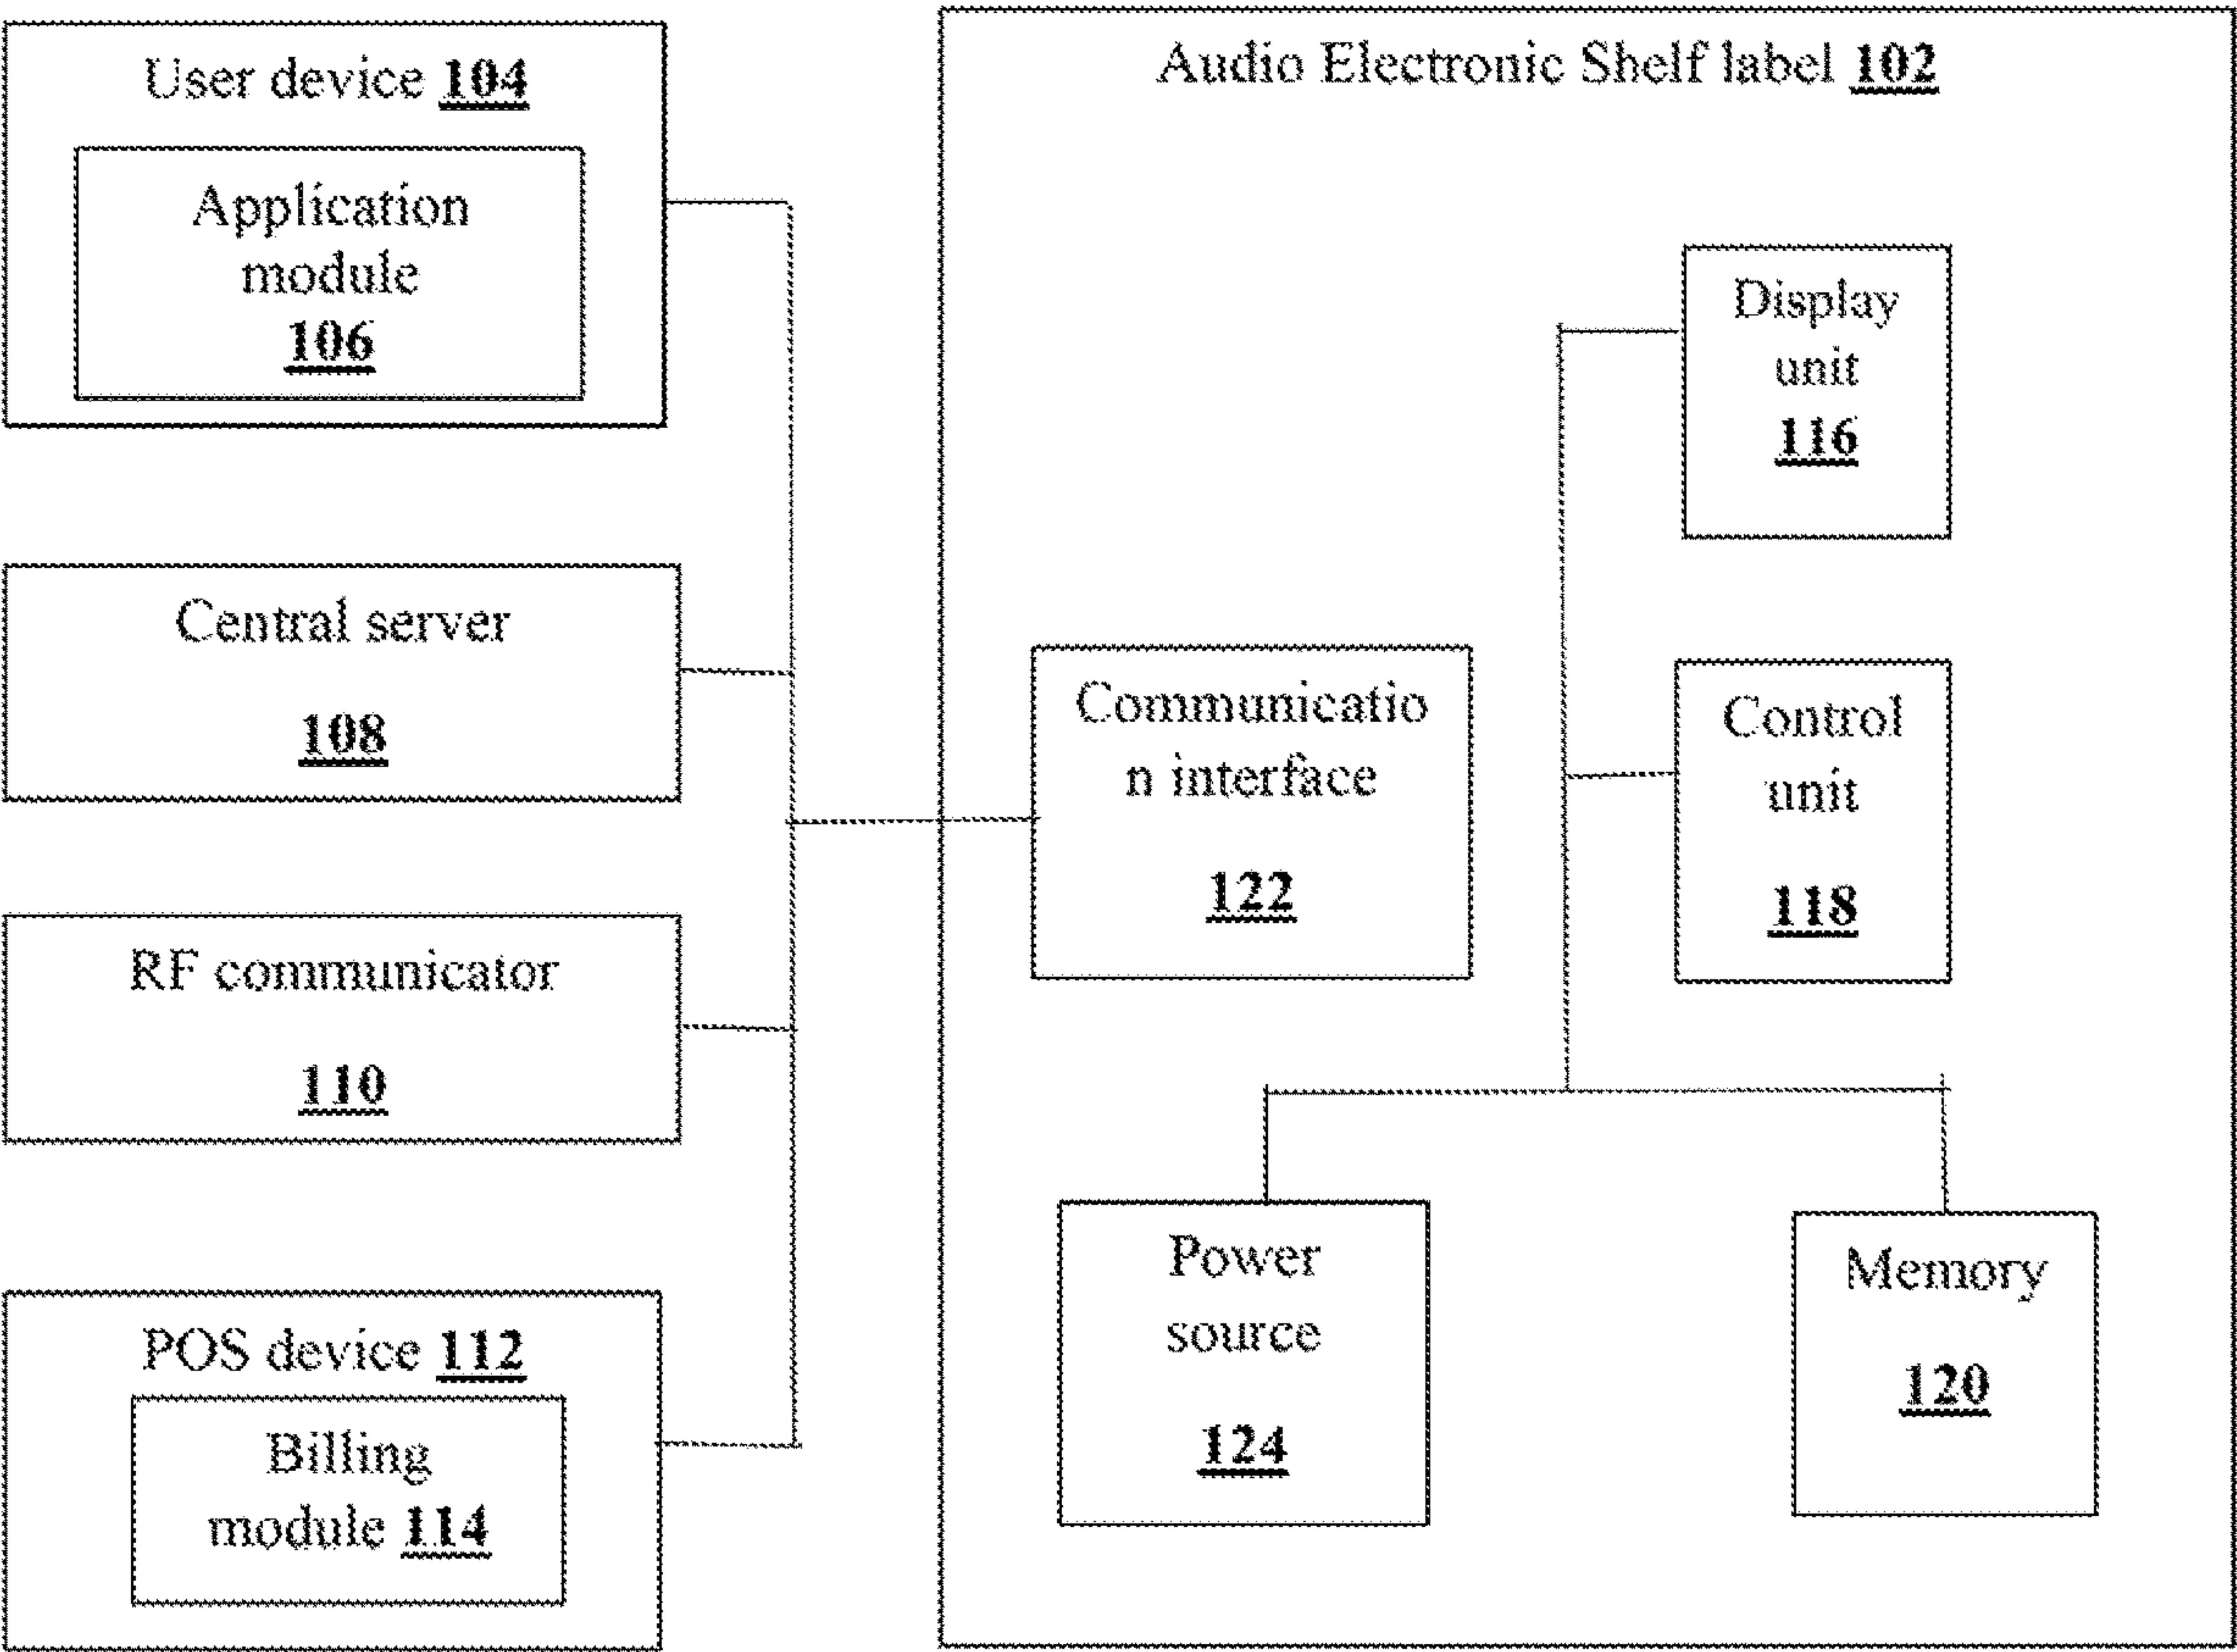 User device 104
Application
module
106
Central server
108
RF communicator
110
POS device 112
Billing
module 114
Audio Electronic Shelf label 102
Display
unit
116
Communicatio
n interface
122
Control
unit
118
Power
source
124
Memory
120